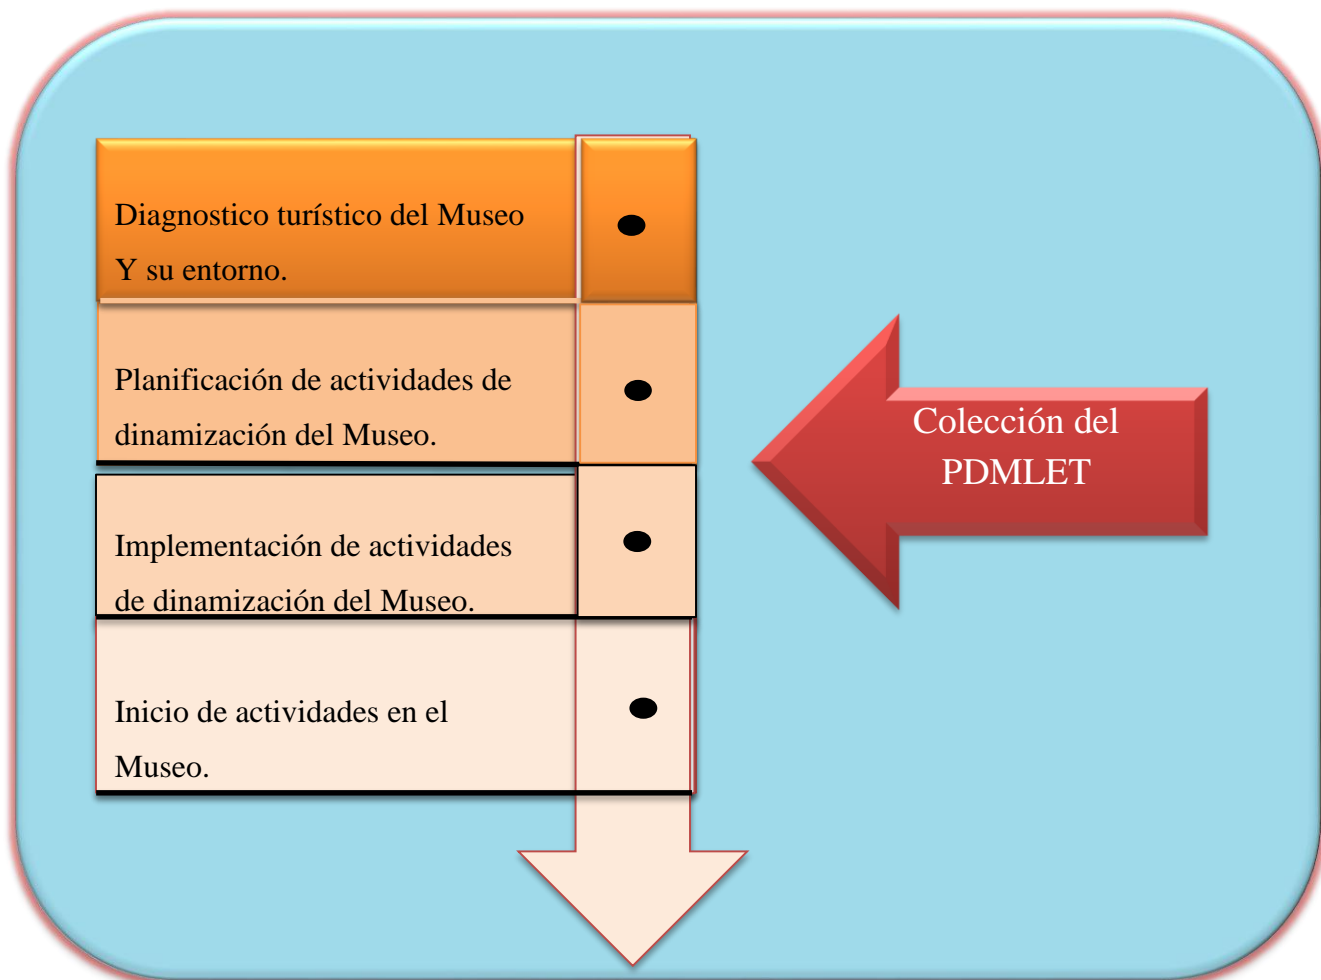 Diagnostico turístico del Museo
Y su entorno.
Planificación de actividades de
dinamización del Museo.
Implementación de actividades
de dinamización del Museo.
Inicio de actividades en el
Museo.
Colección del
PDMLET